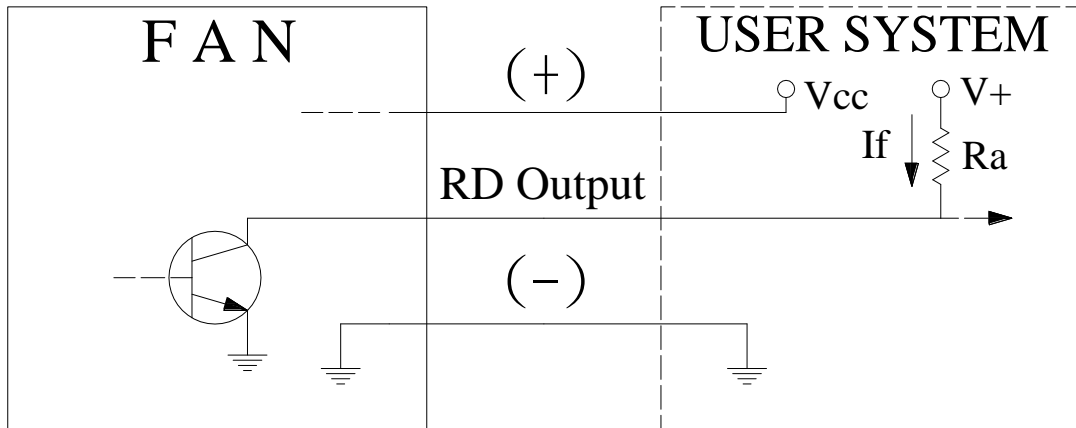 F A N
USER SYSTEM
(+)
Vcc
V+
If
Ra
RD Output
(-)